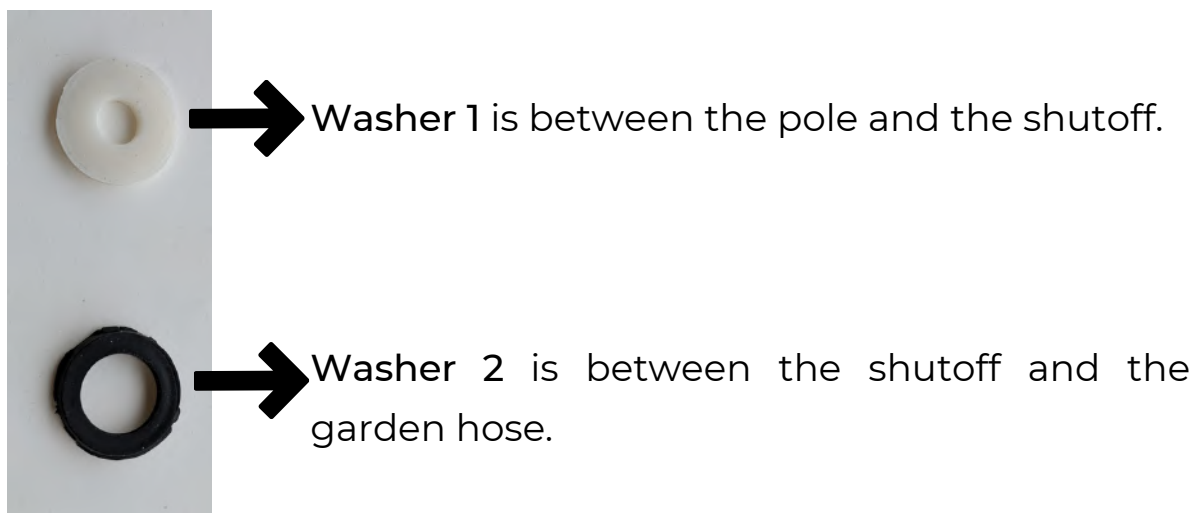 Washer 1 is between the pole and the shutoff.
Washer 2 is between the shutoff and the
garden hose.